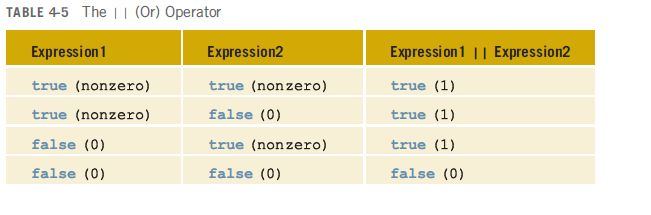 TABLE 4-5 The || (Or) Operator
Expression1 Expression2 Expression1 || Expression2
true (nonzero) true (nonzero) true (1)
true (nonzero) false (0) true (1)
false (0) true (nonzero) true (1)
false (0) false (0) false (0)